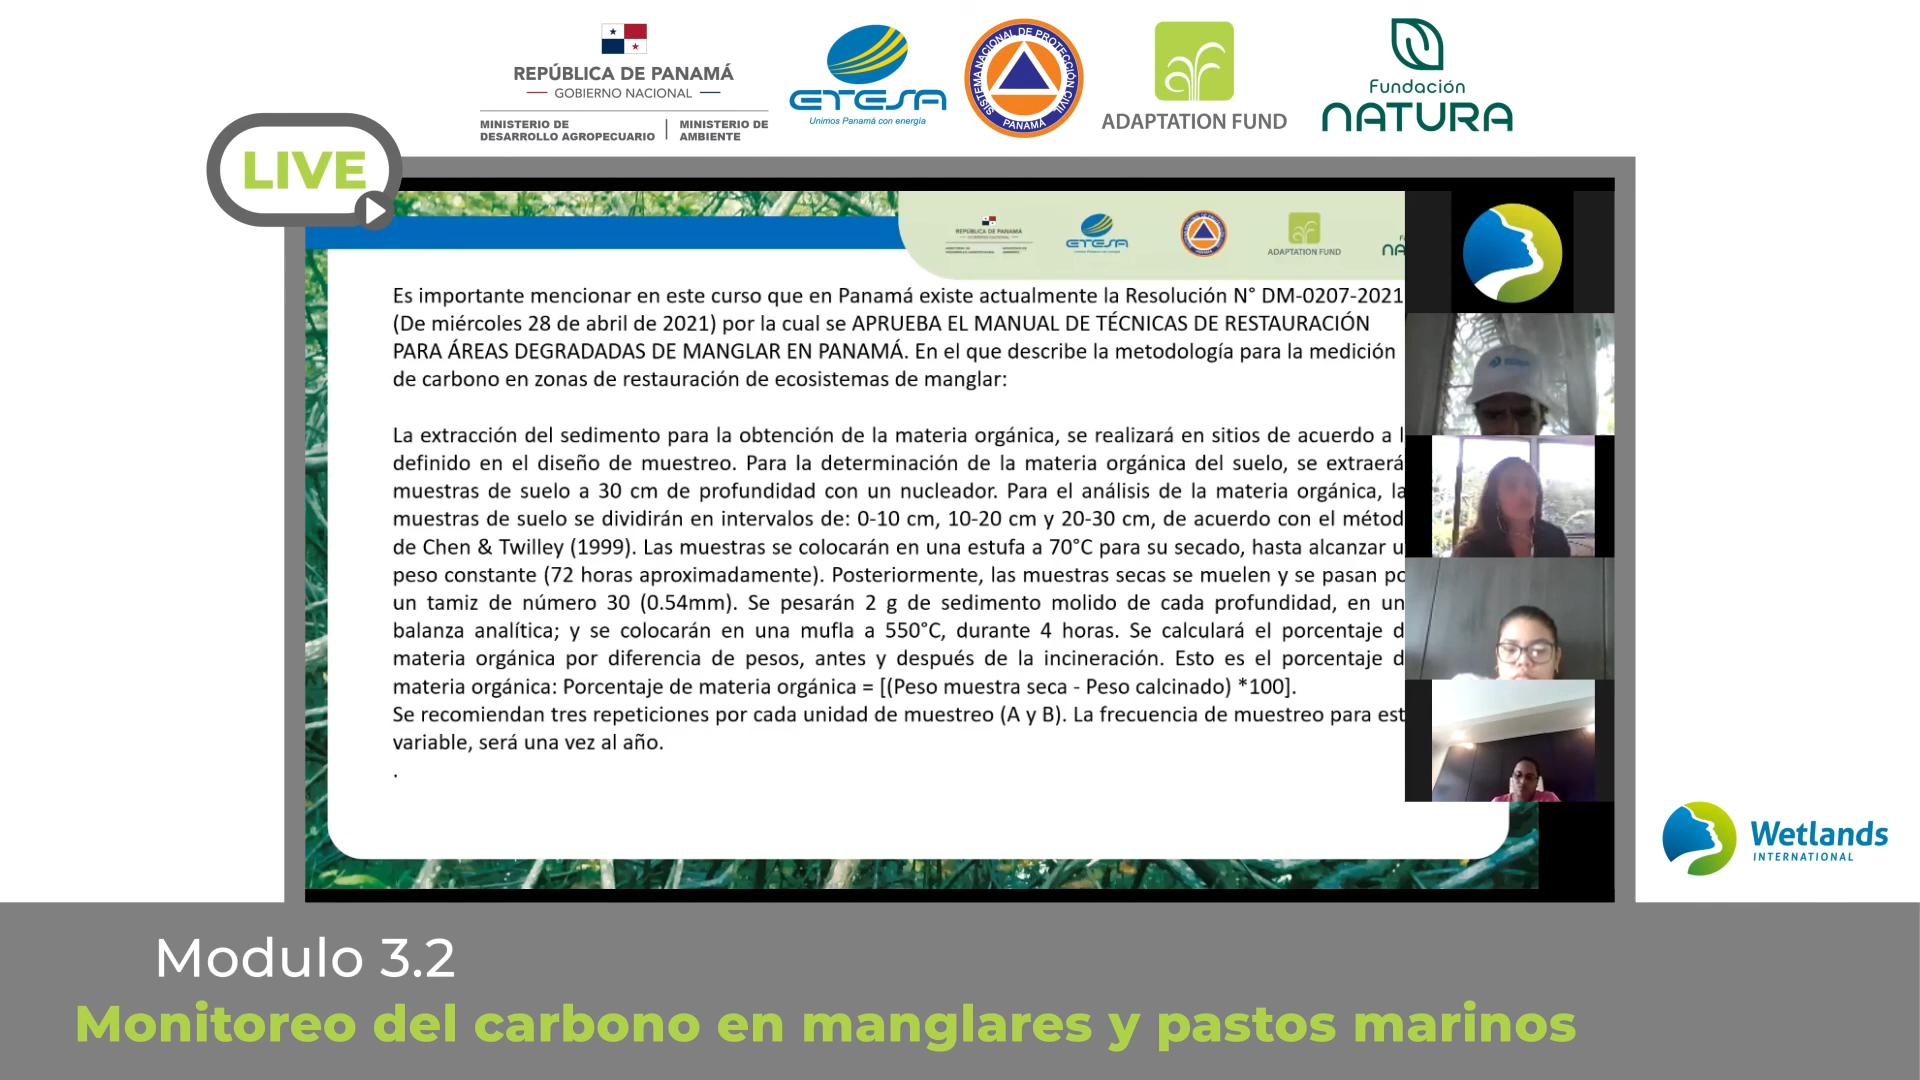 REPÚBLICA DE PANAMÁ
GOBIERNO NACIONAL
MINISTERIO DE DESARROLLO AGROPECUARIO
MINISTERIO DE AMBIENTE
ETESA
Unimos Panamá con energía
SISTEMA NACIONAL DE PROTECCIÓN CIVIL
PANAMÁ
ADAPTATION FUND
Fundación
NATURA
LIVE
REPÚBLICA DE PANAMÁ
ETESA
ADAPTATION FUND
Es importante mencionar en este curso que en Panamá existe actualmente la Resolución N° DM-0207-2021
(De miércoles 28 de abril de 2021) por la cual se APRUEBA EL MANUAL DE TÉCNICAS DE RESTAURACIÓN
PARA ÁREAS DEGRADADAS DE MANGLAR EN PANAMÁ. En el que describe la metodología para la medición
de carbono en zonas de restauración de ecosistemas de manglar:
La extracción del sedimento para la obtención de la materia orgánica, se realizará en sitios de acuerdo a l
definido en el diseño de muestreo. Para la determinación de la materia orgánica del suelo, se extraerá
muestras de suelo a 30 cm de profundidad con un nucleador. Para el análisis de la materia orgánica, la
muestras de suelo se dividirán en intervalos de: 0-10 cm, 10-20 cm y 20-30 cm, de acuerdo con el métod
de Chen & Twilley (1999). Las muestras se colocarán en una estufa a 70°C para su secado, hasta alcanzar u
peso constante (72 horas aproximadamente). Posteriormente, las muestras secas se muelen y se pasan po
un tamiz de número 30 (0.54mm). Se pesarán 2 g de sedimento molido de cada profundidad, en un
balanza analítica; y se colocarán en una mufla a 550°C, durante 4 horas. Se calculará el porcentaje d
materia orgánica por diferencia de pesos, antes y después de la incineración. Esto es el porcentaje d
materia orgánica: Porcentaje de materia orgánica = [(Peso muestra seca - Peso calcinado) *100].
Se recomiendan tres repeticiones por cada unidad de muestreo (A y B). La frecuencia de muestreo para est
variable, será una vez al año.
.
Wetlands
INTERNATIONAL
Modulo 3.2
Monitoreo del carbono en manglares y pastos marinos